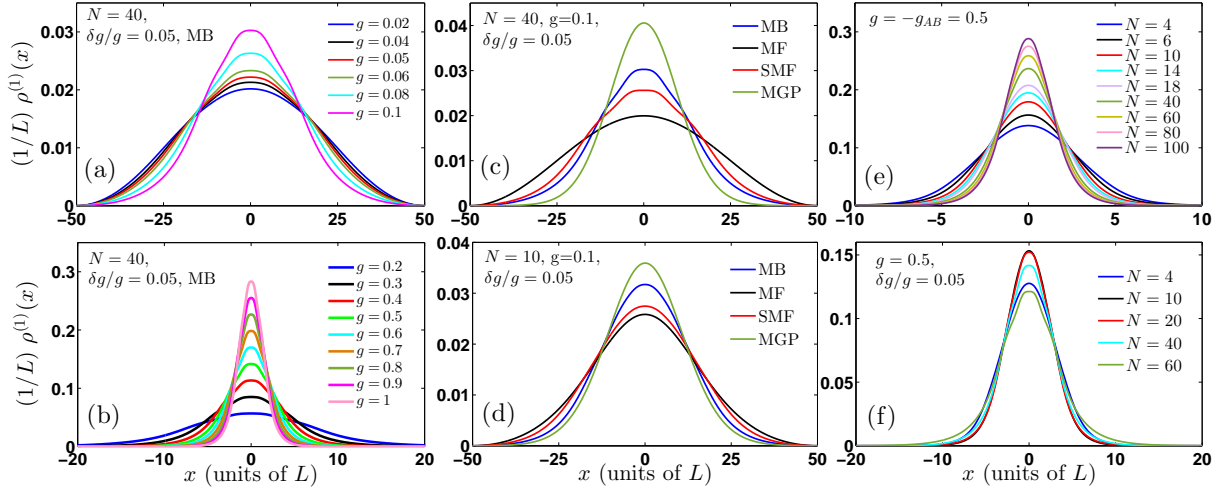 N = 40,
δg/g = 0.05, MB
g = 0.02
g = 0.04
g = 0.05
g = 0.06
g = 0.08
g = 0.1
(a)
(1/L) ρ⁽¹⁾(x)
0.03
0.02
0.01
0
−50 −25 0 25 50
N = 40, g=0.1,
δg/g = 0.05
MB
MF
SMF
MGP
(c)
0.04
0.03
0.02
0.01
0
−50 −25 0 25 50
g = −g_AB = 0.5
N = 4
N = 6
N = 10
N = 14
N = 18
N = 40
N = 60
N = 80
N = 100
(e)
0.3
0.2
0.1
0
−10 −5 0 5 10
N = 40,
δg/g = 0.05, MB
g = 0.2
g = 0.3
g = 0.4
g = 0.5
g = 0.6
g = 0.7
g = 0.8
g = 0.9
g = 1
(b)
(1/L) ρ⁽¹⁾(x)
0.3
0.2
0.1
0
−20 −10 0 10 20
x (units of L)
N = 10, g=0.1,
δg/g = 0.05
MB
MF
SMF
MGP
(d)
0.04
0.03
0.02
0.01
0
−50 −25 0 25 50
x (units of L)
g = 0.5,
δg/g = 0.05
N = 4
N = 10
N = 20
N = 40
N = 60
(f)
0.15
0.1
0.05
0
−20 −10 0 10 20
x (units of L)